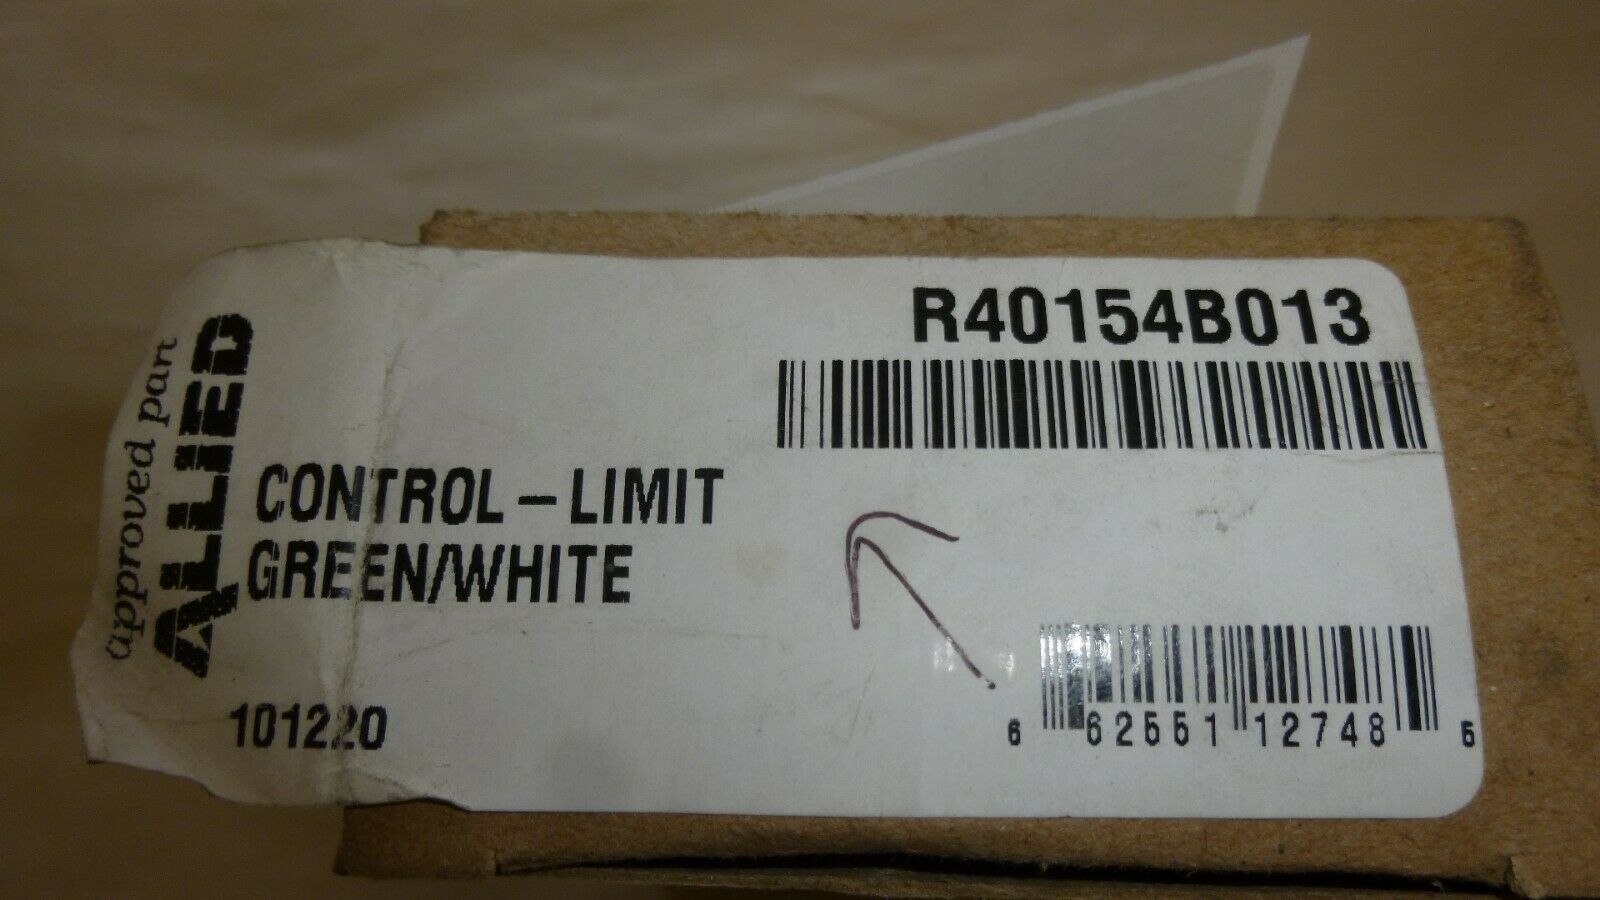 approved part
ALLIED
R40154B013
CONTROL-LIMIT
GREEN/WHITE
101220
6 62551 12748 5